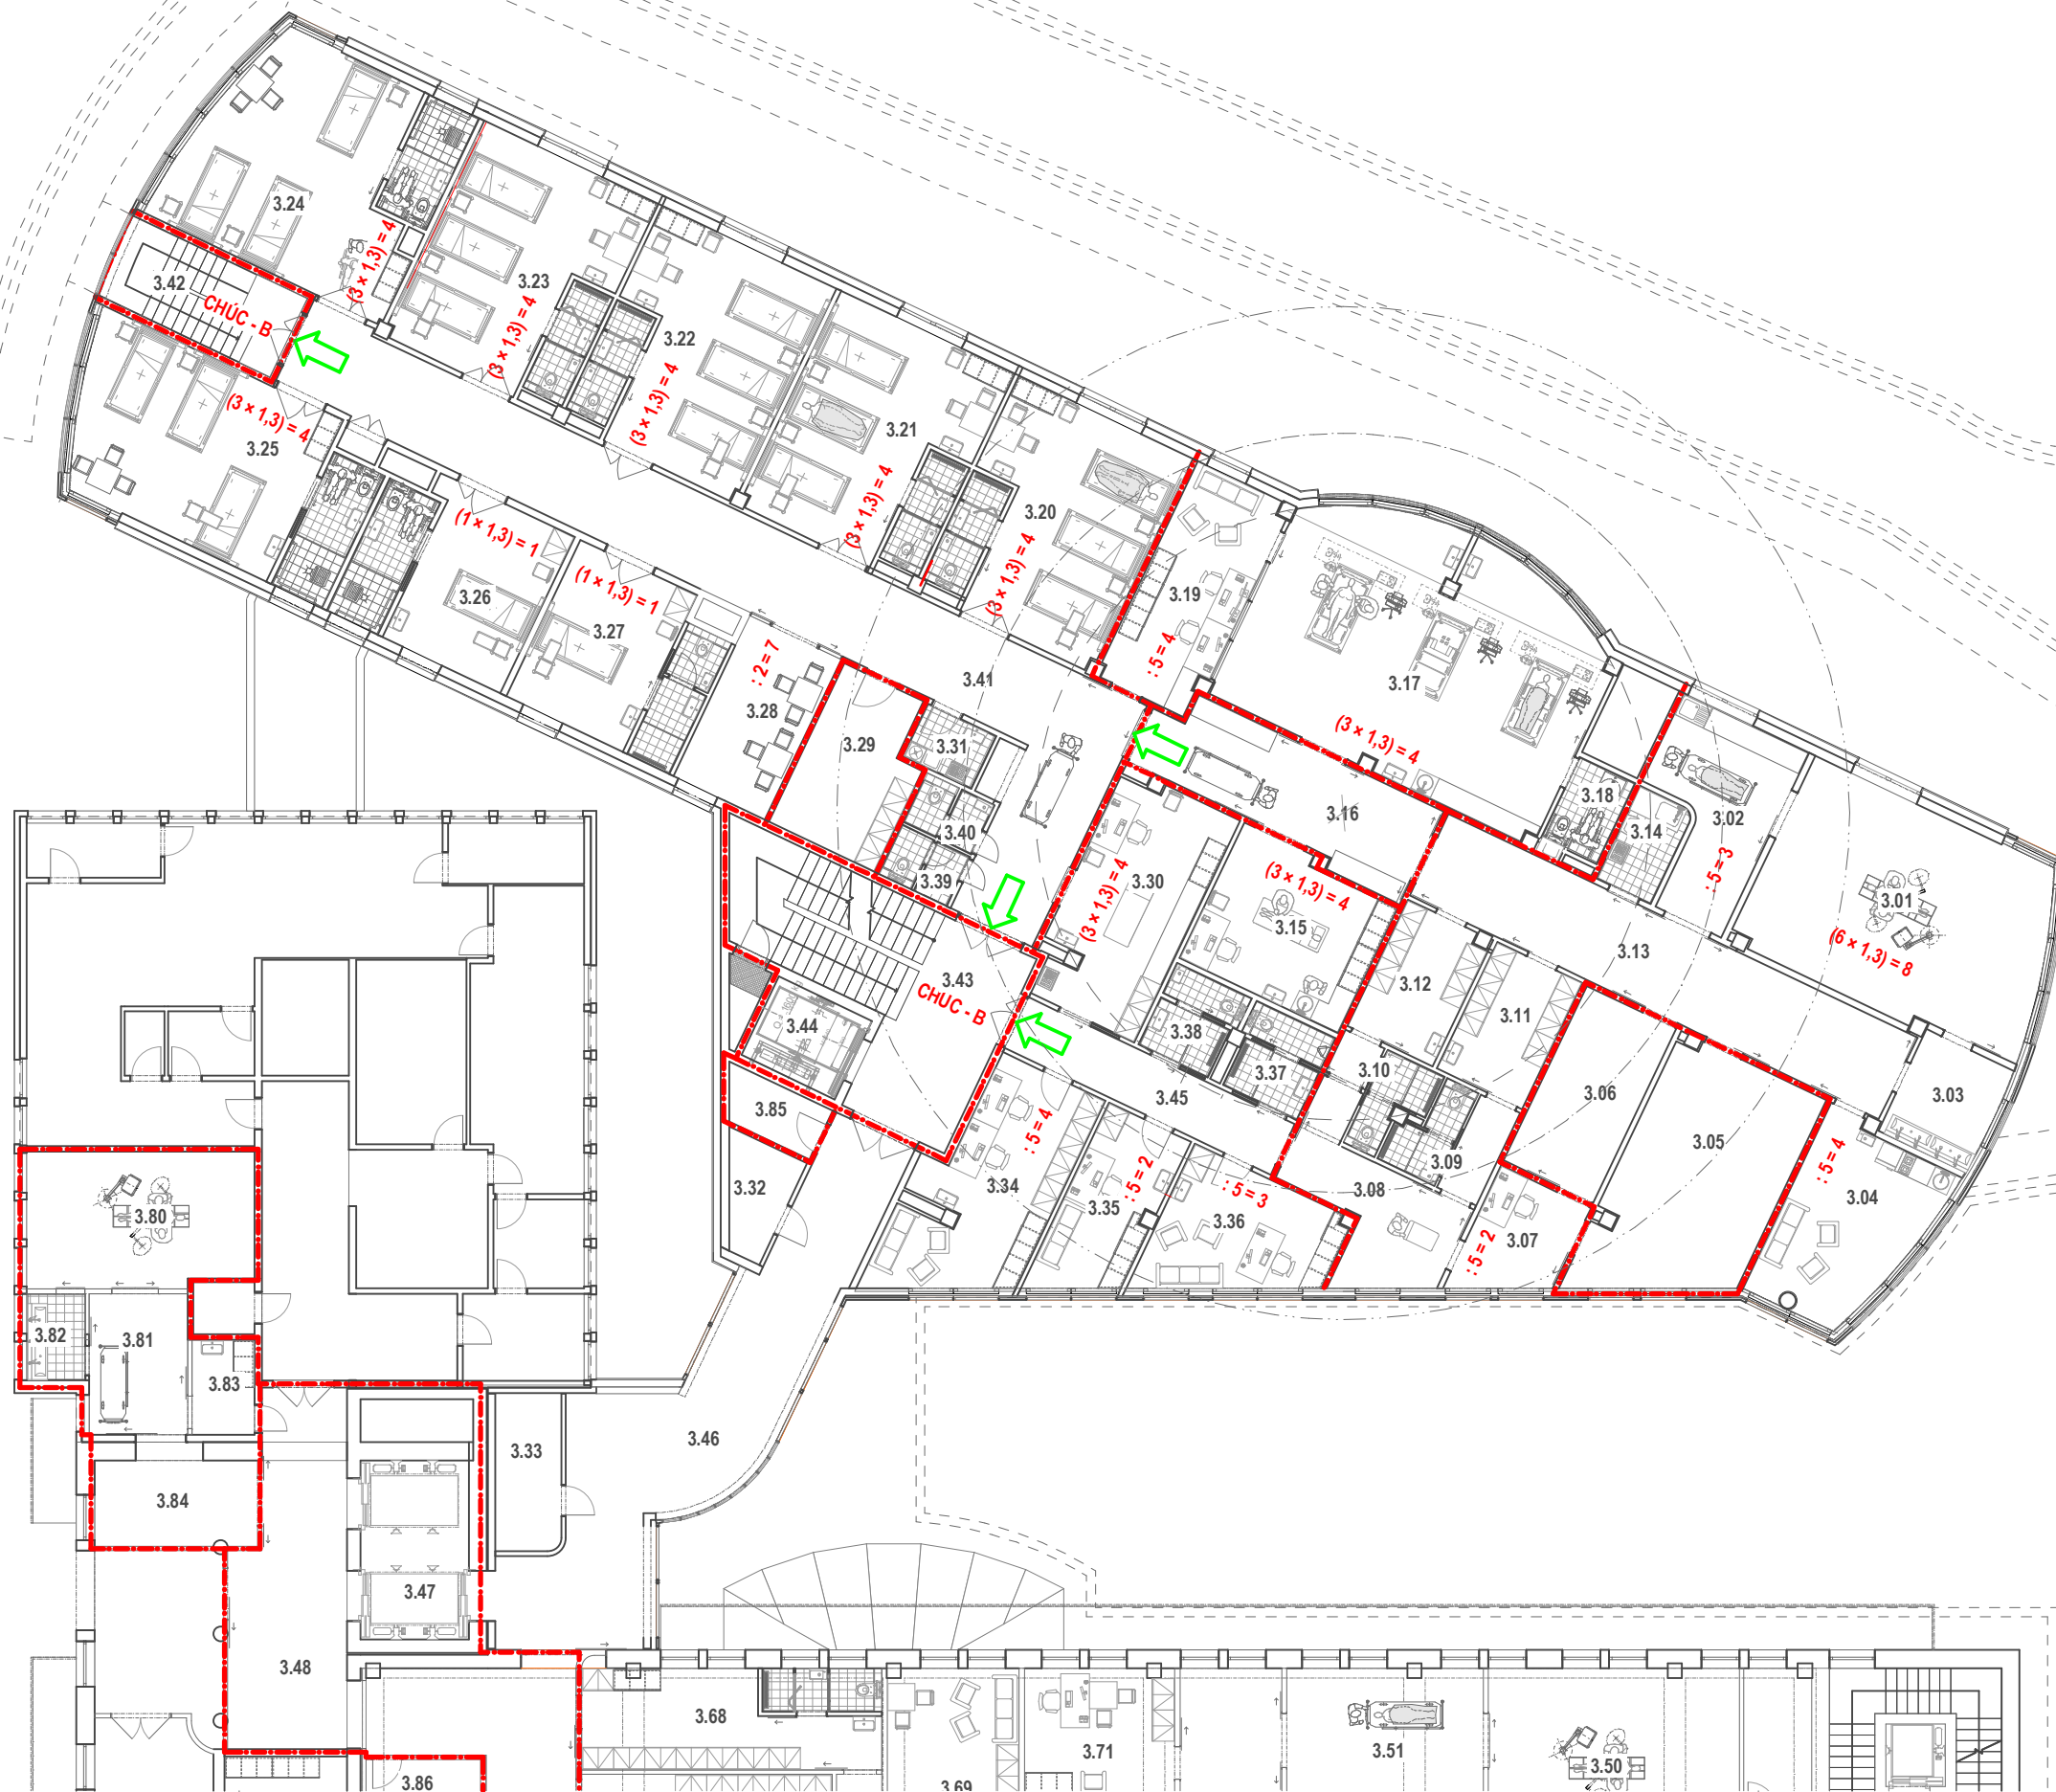 3.24
(3 × 1,3) = 4
3.23
(3 × 1,3) = 4
3.42
CHÚC - B
3.22
(3 × 1,3) = 4
3.25
(3 × 1,3) = 4
3.21
(3 × 1,3) = 4
3.20
(3 × 1,3) = 4
(1 × 1,3) = 1
3.26
(1 × 1,3) = 1
3.27
3.19
: 5 = 4
3.17
(3 × 1,3) = 4
3.41
: 2 = 7
3.28
3.29
3.31
3.40
3.39
3.18
3.14
3.02
: 5 = 3
3.16
3.30
(3 × 1,3) = 4
(3 × 1,3) = 4
3.15
3.01
(6 × 1,3) = 8
3.13
3.12
3.11
3.43
CHÚC - B
3.44
3.38
3.37
3.10
3.06
3.03
3.45
3.85
3.05
3.09
3.32
3.34
: 5 = 4
3.35
: 5 = 2
3.36
: 5 = 3
3.08
3.07
: 5 = 2
3.04
: 5 = 4
3.80
3.82
3.81
3.83
3.33
3.46
3.84
3.47
3.48
3.68
3.71
3.51
3.50
3.86
3.69